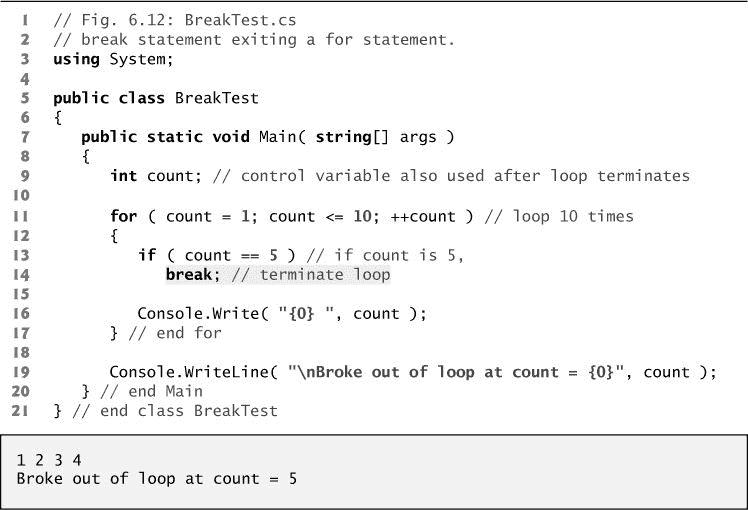 1 // Fig. 6.12: BreakTest.cs
2 // break statement exiting a for statement.
3 using System;
4
5 public class BreakTest
6 {
7    public static void Main( string[] args )
8    {
9       int count; // control variable also used after loop terminates
10
11       for ( count = 1; count <= 10; ++count ) // loop 10 times
12       {
13          if ( count == 5 ) // if count is 5,
14             break; // terminate loop
15
16          Console.Write( "{0} ", count );
17       } // end for
18
19       Console.WriteLine( "\nBroke out of loop at count = {0}", count );
20    } // end Main
21 } // end class BreakTest
1 2 3 4
Broke out of loop at count = 5